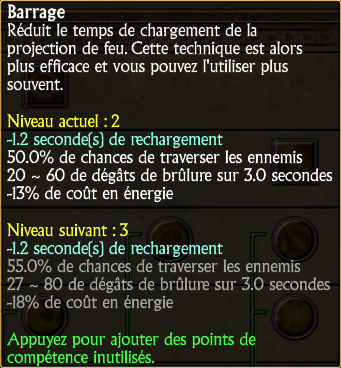 Barrage
Réduit le temps de chargement de la
projection de feu. Cette technique est alors
plus efficace et vous pouvez l'utiliser plus
souvent.
Niveau actuel : 2
-1.2 seconde(s) de rechargement
50.0% de chances de traverser les ennemis
20 ~ 60 de dégâts de brûlure sur 3.0 secondes
-13% de coût en énergie
Niveau suivant : 3
-1.2 seconde(s) de rechargement
55.0% de chances de traverser les ennemis
27 ~ 80 de dégâts de brûlure sur 3.0 secondes
-18% de coût en énergie
Appuyez pour ajouter des points de
compétence inutilisés.